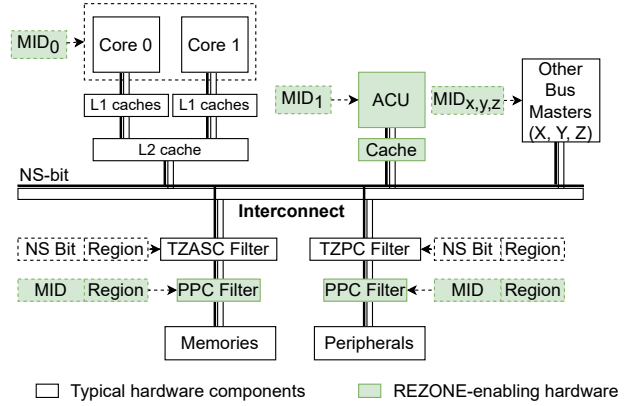 MID0
Core 0
Core 1
L1 caches
L1 caches
L2 cache
MID1
ACU
Cache
MIDx,y,z
Other
Bus
Masters
(X, Y, Z)
NS-bit
Interconnect
NS Bit Region
TZASC Filter
TZPC Filter
NS Bit Region
MID Region
PPC Filter
PPC Filter
MID Region
Memories
Peripherals
Typical hardware components
REZONE-enabling hardware